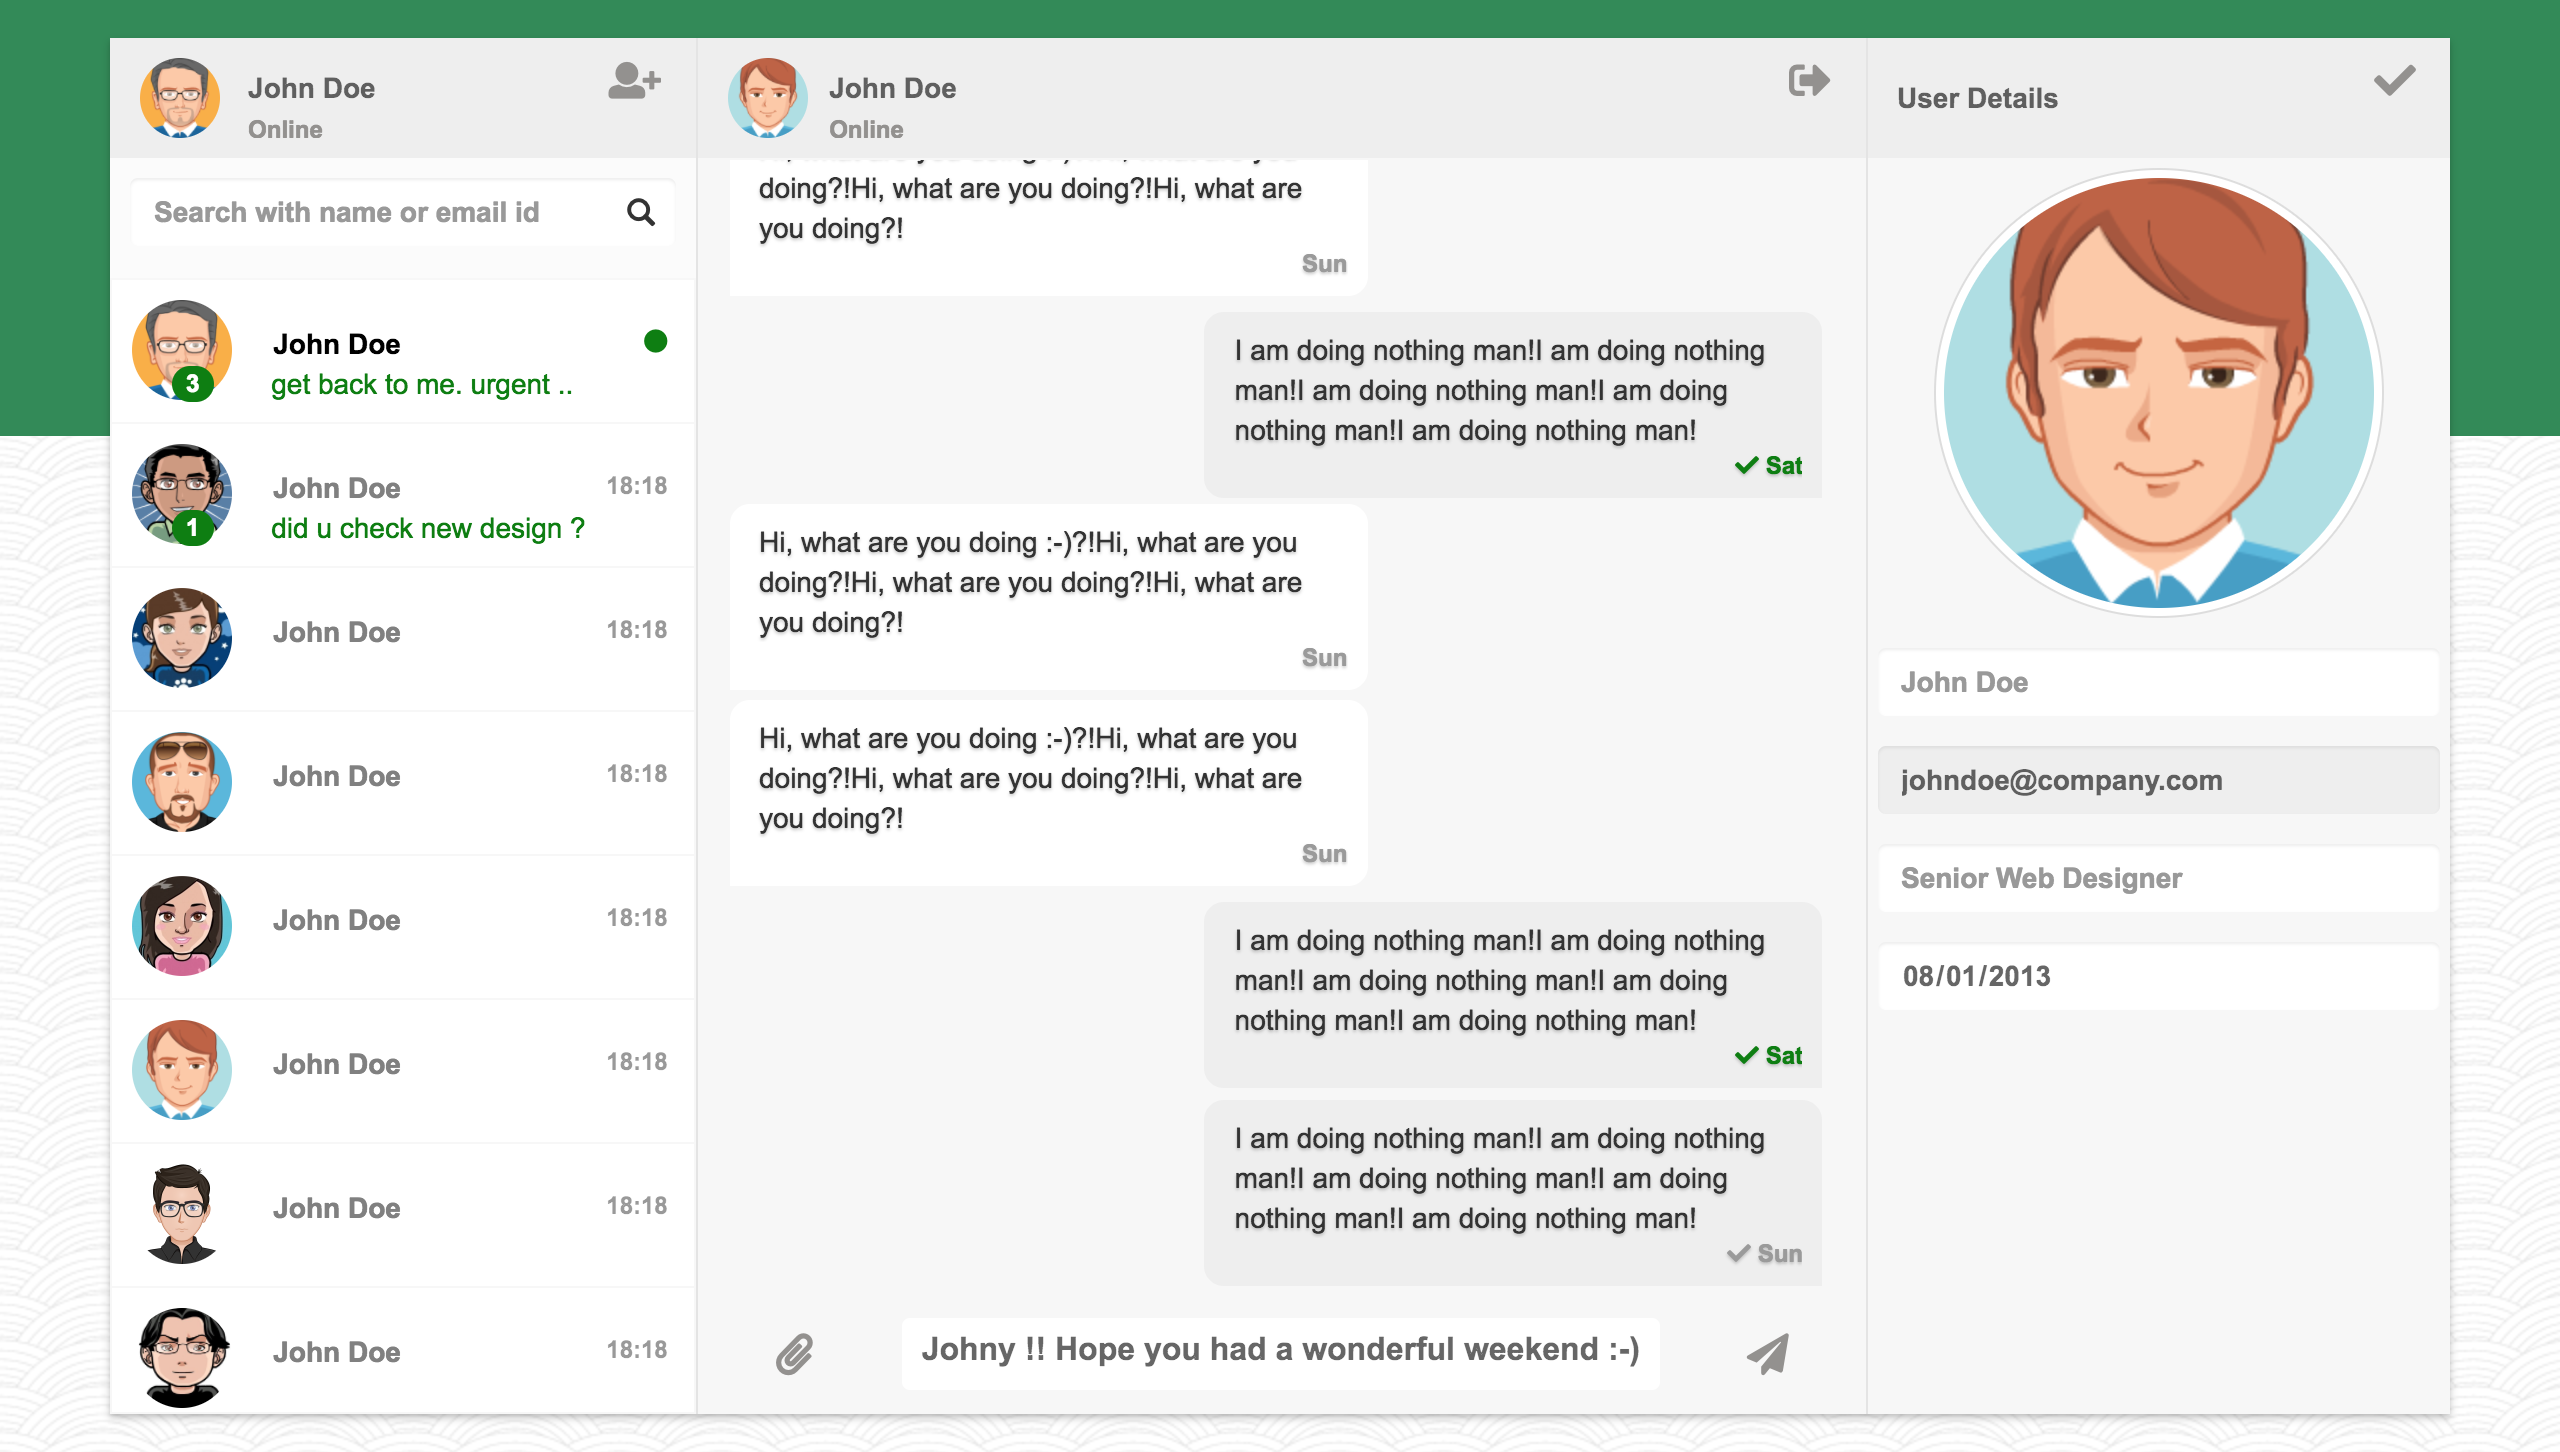 John Doe
Online
Search with name or email id
John Doe
get back to me. urgent ..
3
John Doe
18:18
did u check new design ?
1
John Doe
18:18
John Doe
18:18
John Doe
18:18
John Doe
18:18
John Doe
18:18
John Doe
18:18
John Doe
Online
doing?!Hi, what are you doing?!Hi, what are
you doing?!
Sun
I am doing nothing man!I am doing nothing
man!I am doing nothing man!I am doing
nothing man!I am doing nothing man!
Sat
Hi, what are you doing :-)?!Hi, what are you
doing?!Hi, what are you doing?!Hi, what are
you doing?!
Sun
Hi, what are you doing :-)?!Hi, what are you
doing?!Hi, what are you doing?!Hi, what are
you doing?!
Sun
I am doing nothing man!I am doing nothing
man!I am doing nothing man!I am doing
nothing man!I am doing nothing man!
Sat
I am doing nothing man!I am doing nothing
man!I am doing nothing man!I am doing
nothing man!I am doing nothing man!
Sun
Johny !! Hope you had a wonderful weekend :-)
User Details
John Doe
johndoe@company.com
Senior Web Designer
08/01/2013